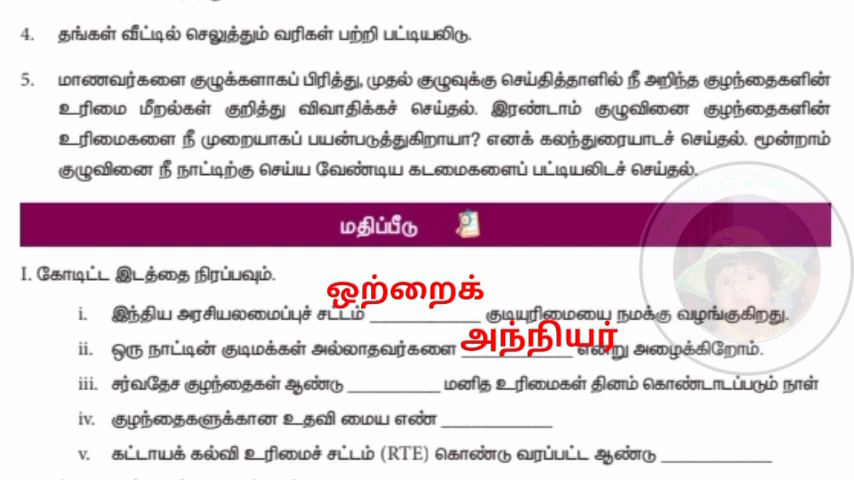 4. தங்கள் வீட்டில் செலுத்தும் வரிகள் பற்றி பட்டியலிடு.
5. மாணவர்களை குழுக்களாகப் பிரித்து, முதல் குழுவுக்கு செய்தித்தாளில் நீ அறிந்த குழந்தைகளின்
உரிமை மீறல்கள் குறித்து விவாதிக்கச் செய்தல். இரண்டாம் குழுவினை குழந்தைகளின்
உரிமைகளை நீ முறையாகப் பயன்படுத்துகிறாயா? எனக் கலந்துரையாடச் செய்தல். மூன்றாம்
குழுவினை நீ நாட்டிற்கு செய்ய வேண்டிய கடமைகளைப் பட்டியலிடச் செய்தல்.
மதிப்பீடு
I. கோடிட்ட இடத்தை நிரப்பவும்.
ஒற்றைக்
i. இந்திய அரசியலமைப்புச் சட்டம் ____________ குடியுரிமையை நமக்கு வழங்குகிறது.
அந்நியர்
ii. ஒரு நாட்டின் குடிமக்கள் அல்லாதவர்களை ____________ என்று அழைக்கிறோம்.
iii. சர்வதேச குழந்தைகள் ஆண்டு __________ மனித உரிமைகள் தினம் கொண்டாடப்படும் நாள்
iv. குழந்தைகளுக்கான உதவி மைய எண் ____________
v. கட்டாயக் கல்வி உரிமைச் சட்டம் (RTE) கொண்டு வரப்பட்ட ஆண்டு ____________